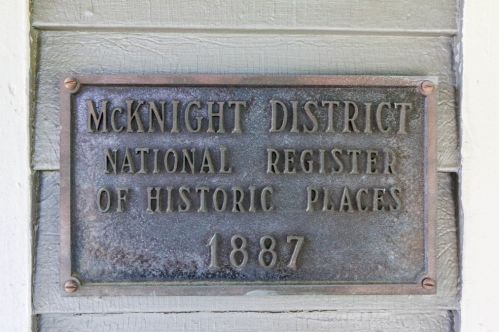 McKNIGHT DISTRICT
NATIONAL REGISTER
OF HISTORIC PLACES
1887